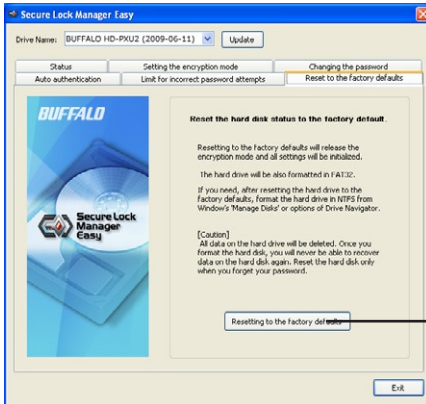 Secure Lock Manager Easy
Drive Name: BUFFALO HD-PXU2 (2009-06-11) Update
Status Setting the encryption mode Changing the password
Auto authentication Limit for incorrect password attempts Reset to the factory defaults
BUFFALO
Secure Lock
Manager
Easy
Reset the hard disk status to the factory default.
Resetting to the factory defaults will release the
encryption mode and all settings will be initialized.
The hard drive will be also formatted in FAT32.
If you need, after resetting the hard drive to the
factory defaults, format the hard drive in NTFS from
Window's 'Manage Disks' or options of Drive Navigator.
[Caution]
All data on the hard drive will be deleted. Once you
format the hard disk, you will never be able to recover
data on the hard disk again. Reset the hard disk only
when you forget your password.
Resetting to the factory defaults
Exit